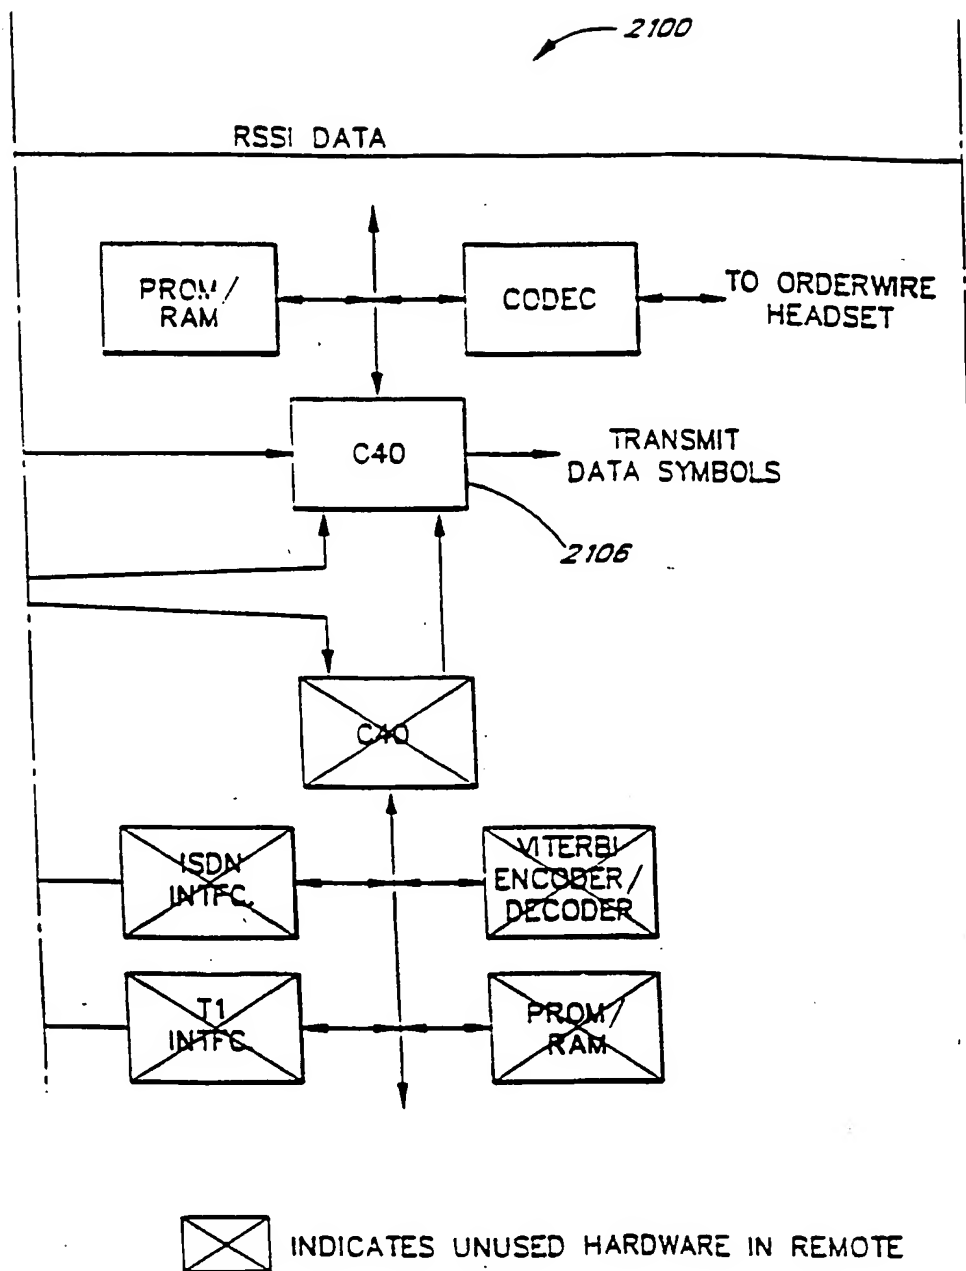 2100
RSSI DATA
PROM/
RAM
CODEC
TO ORDERWIRE
HEADSET
C40
TRANSMIT
DATA SYMBOLS
2106
C40
ISDN
INTFC.
VITERBI
ENCODER/
DECODER
T1
INTFC.
PROM/
RAM
INDICATES UNUSED HARDWARE IN REMOTE